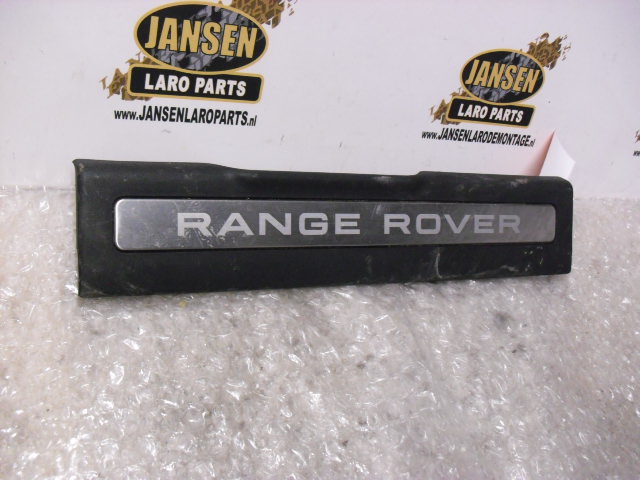 JANSEN
LARO PARTS
www.JANSENLAROPARTS.nl
JANSEN
LARO PARTS
www.JANSENLARODEMONTAGE.nl
RANGE ROVER